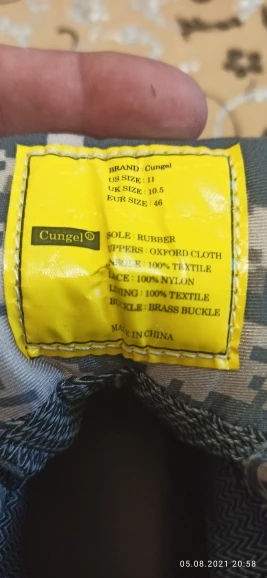 BRAND : Cungel
US SIZE : 11
UK SIZE : 10.5
EUR SIZE : 46
Cungel®
SOLE : RUBBER
UPPERS : OXFORD CLOTH
INSOLE : 100% TEXTILE
LACE : 100% NYLON
LINING : 100% TEXTILE
BUCKLE : BRASS BUCKLE
MADE IN CHINA
05.08.2021 20:58